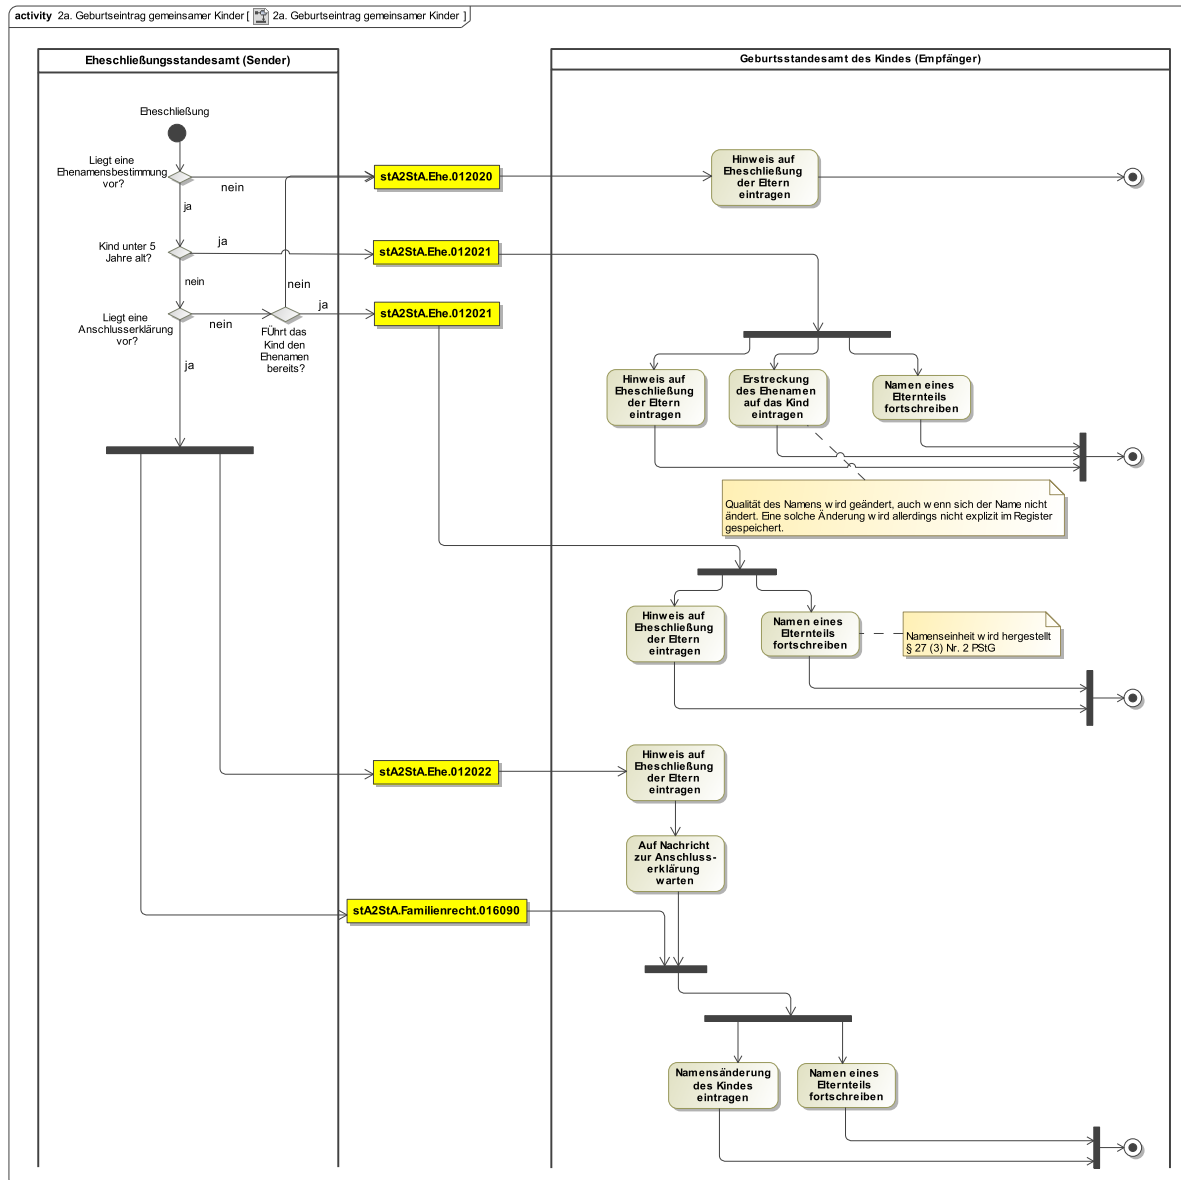 activity 2a. Geburtseintrag gemeinsamer Kinder [ 2a. Geburtseintrag gemeinsamer Kinder ]
Eheschließungsstandesamt (Sender)
Geburtsstandesamt des Kindes (Empfänger)
Eheschließung
Liegt eine
Ehenamensbestimmung
vor?
nein
ja
stA2StA.Ehe.012020
Hinweis auf
Eheschließung
der Eltern
eintragen
Kind unter 5
Jahre alt?
ja
nein
stA2StA.Ehe.012021
nein
Liegt eine
Anschlusserklärung
vor?
nein
ja
FÜhrt das
Kind den
Ehenamen
bereits?
ja
stA2StA.Ehe.012021
Hinweis auf
Eheschließung
der Eltern
eintragen
Erstreckung
des Ehenamen
auf das Kind
eintragen
Namen eines
Elternteils
fortschreiben
Qualität des Namens wird geändert, auch wenn sich der Name nicht
ändert. Eine solche Änderung wird allerdings nicht explizit im Register
gespeichert.
Hinweis auf
Eheschließung
der Eltern
eintragen
Namen eines
Elternteils
fortschreiben
Namenseinheit wird hergestellt
§ 27 (3) Nr. 2 PStG
stA2StA.Ehe.012022
Hinweis auf
Eheschließung
der Eltern
eintragen
Auf Nachricht
zur Anschluss-
erklärung
warten
stA2StA.Familienrecht.016090
Namensänderung
des Kindes
eintragen
Namen eines
Elternteils
fortschreiben